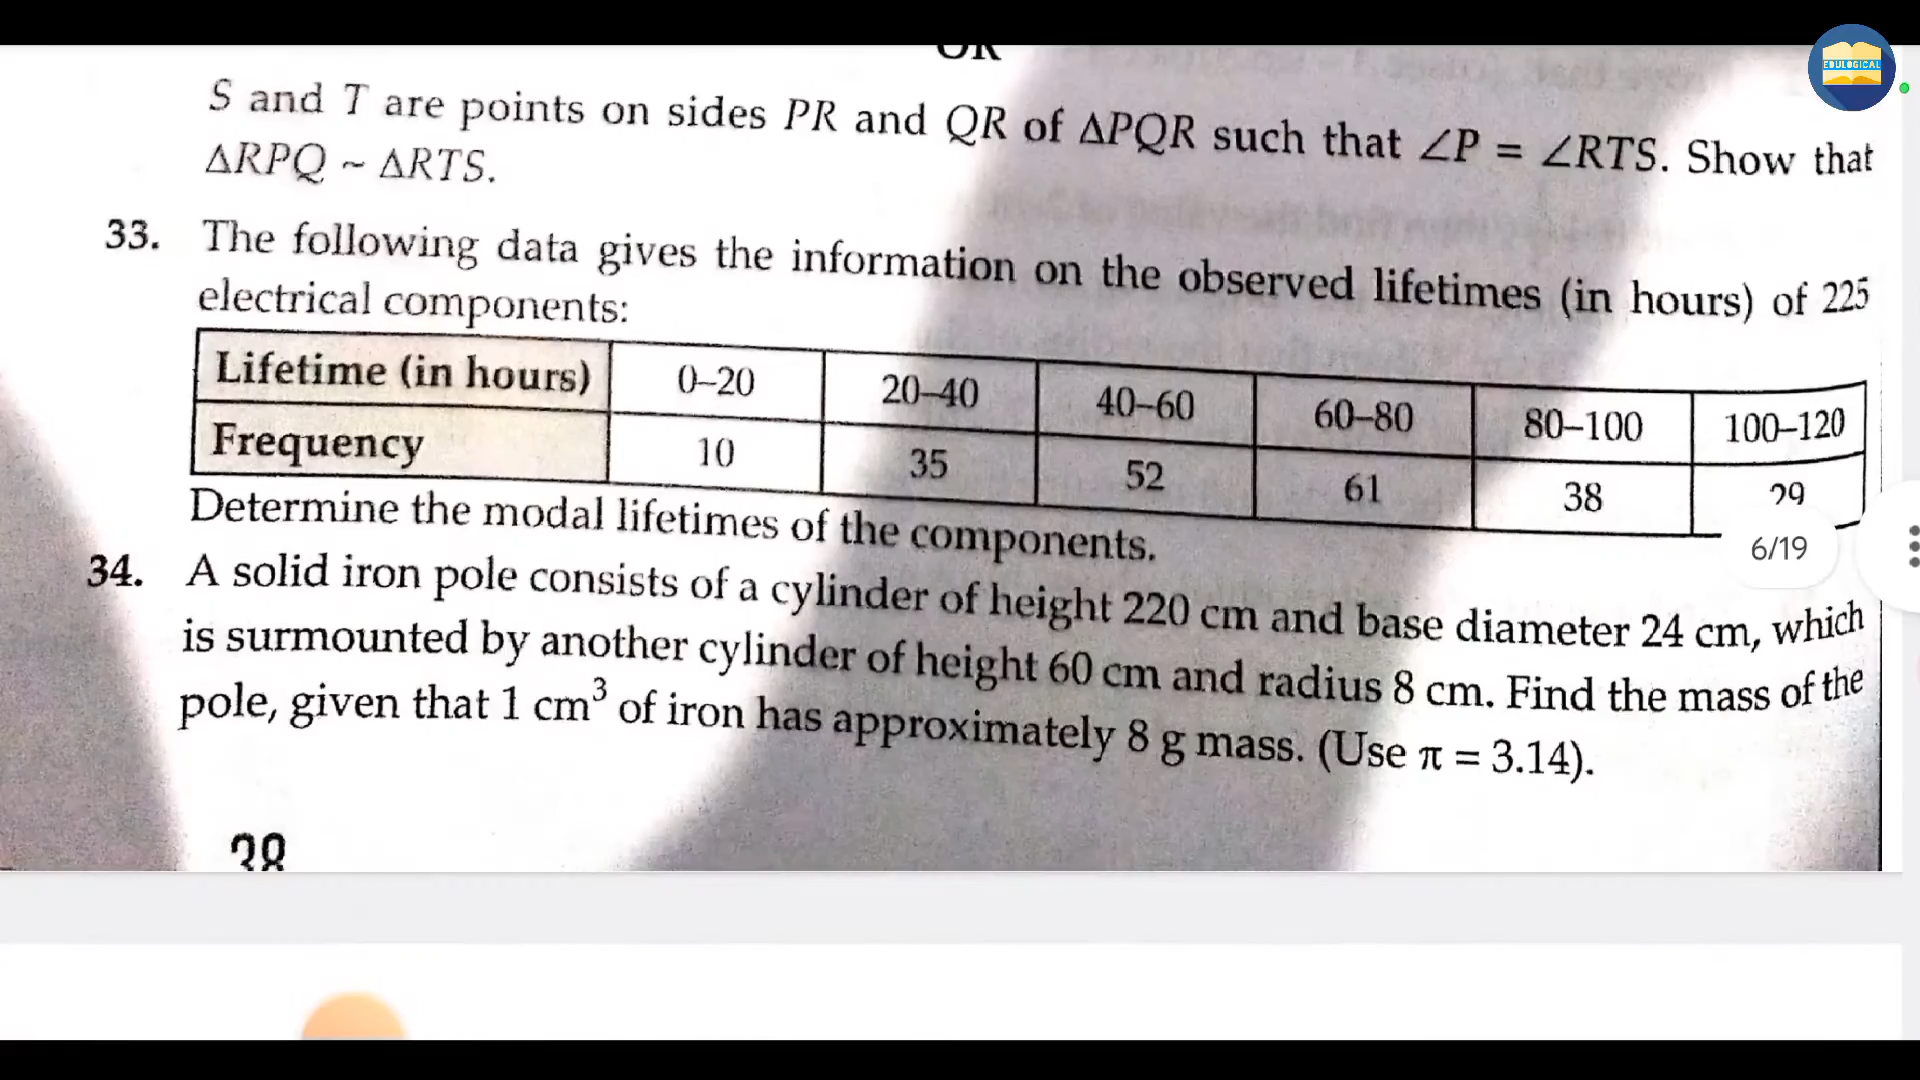 OR
EDULOGICAL
S and T are points on sides PR and QR of ΔPQR such that ∠P = ∠RTS. Show that
ΔRPQ ~ ΔRTS.
33. The following data gives the information on the observed lifetimes (in hours) of 225
electrical components:
Lifetime (in hours) 0–20 20–40 40–60 60–80 80–100 100–120
Frequency 10 35 52 61 38 29
Determine the modal lifetimes of the components.
6/19
34. A solid iron pole consists of a cylinder of height 220 cm and base diameter 24 cm, which
is surmounted by another cylinder of height 60 cm and radius 8 cm. Find the mass of the
pole, given that 1 cm³ of iron has approximately 8 g mass. (Use π = 3.14).